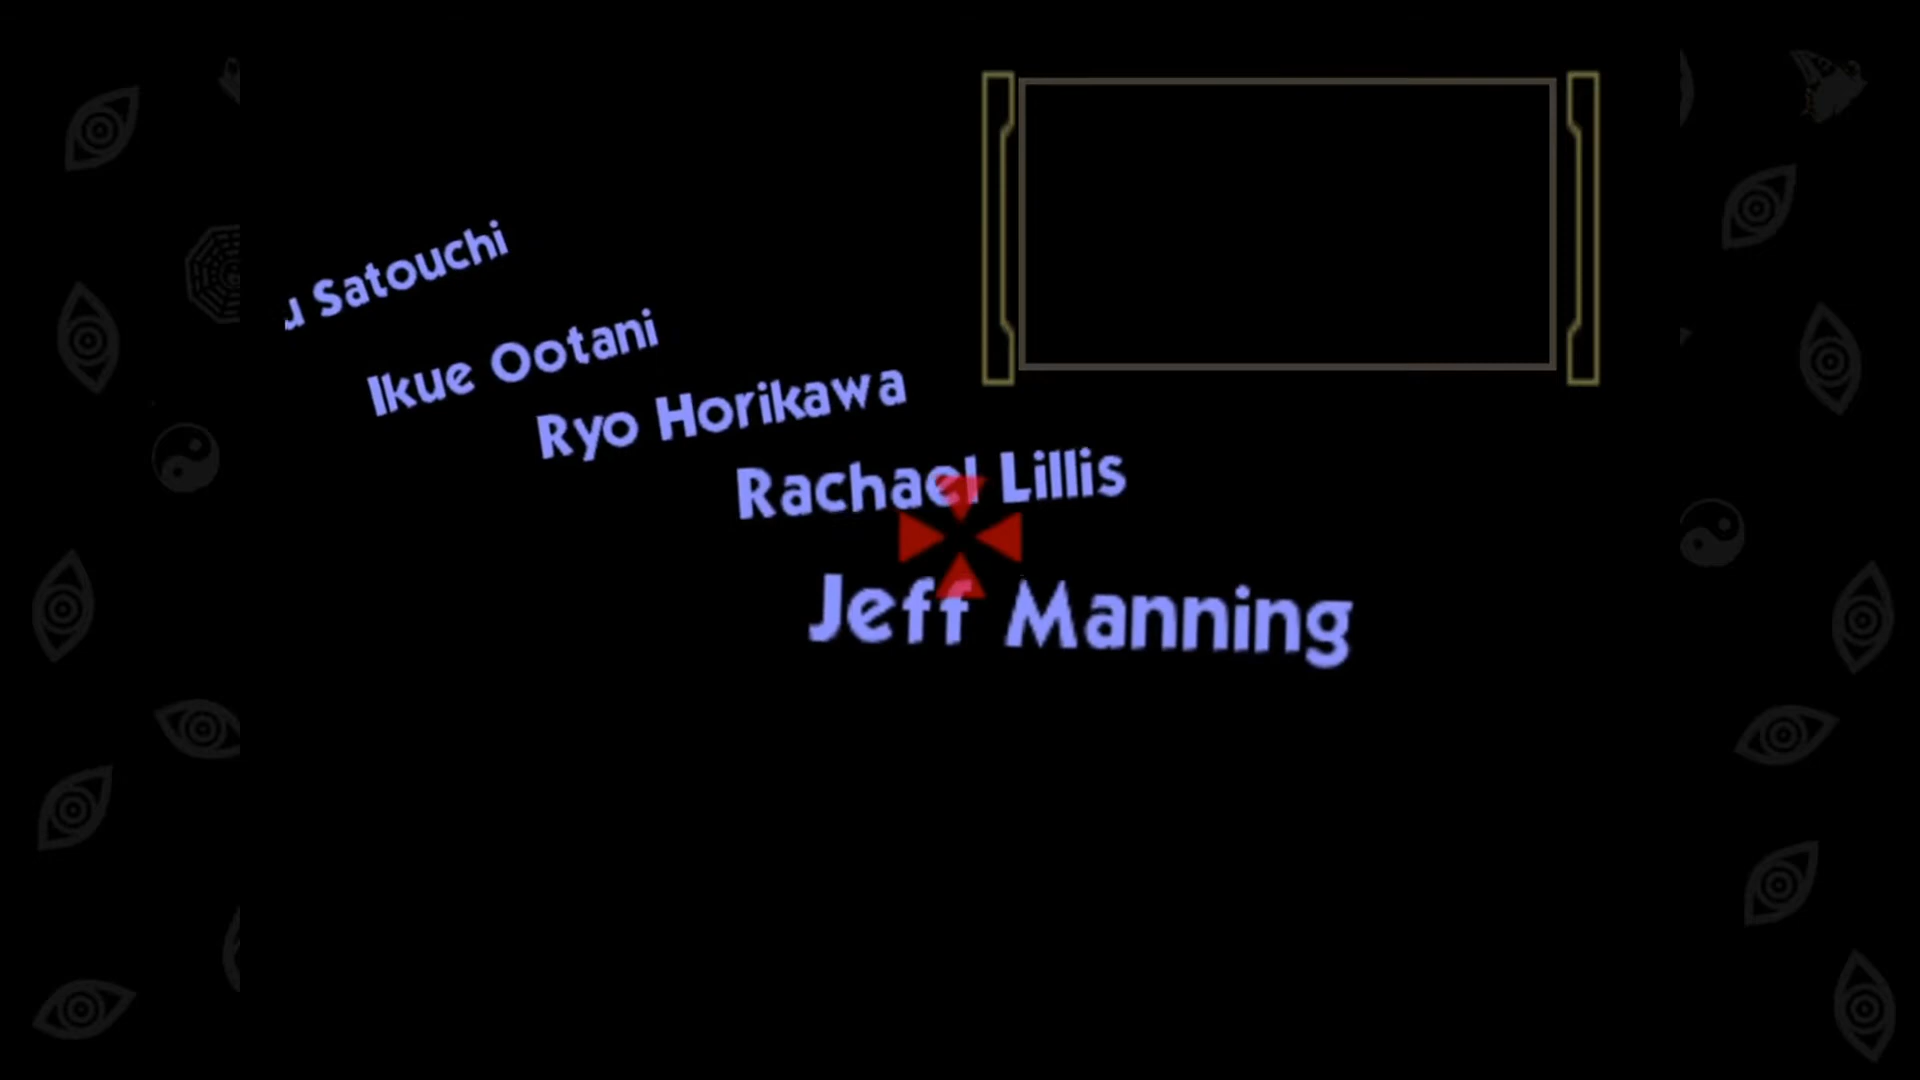 u Satouchi
Ikue Ootani
Ryo Horikawa
Rachael Lillis
Jeff Manning